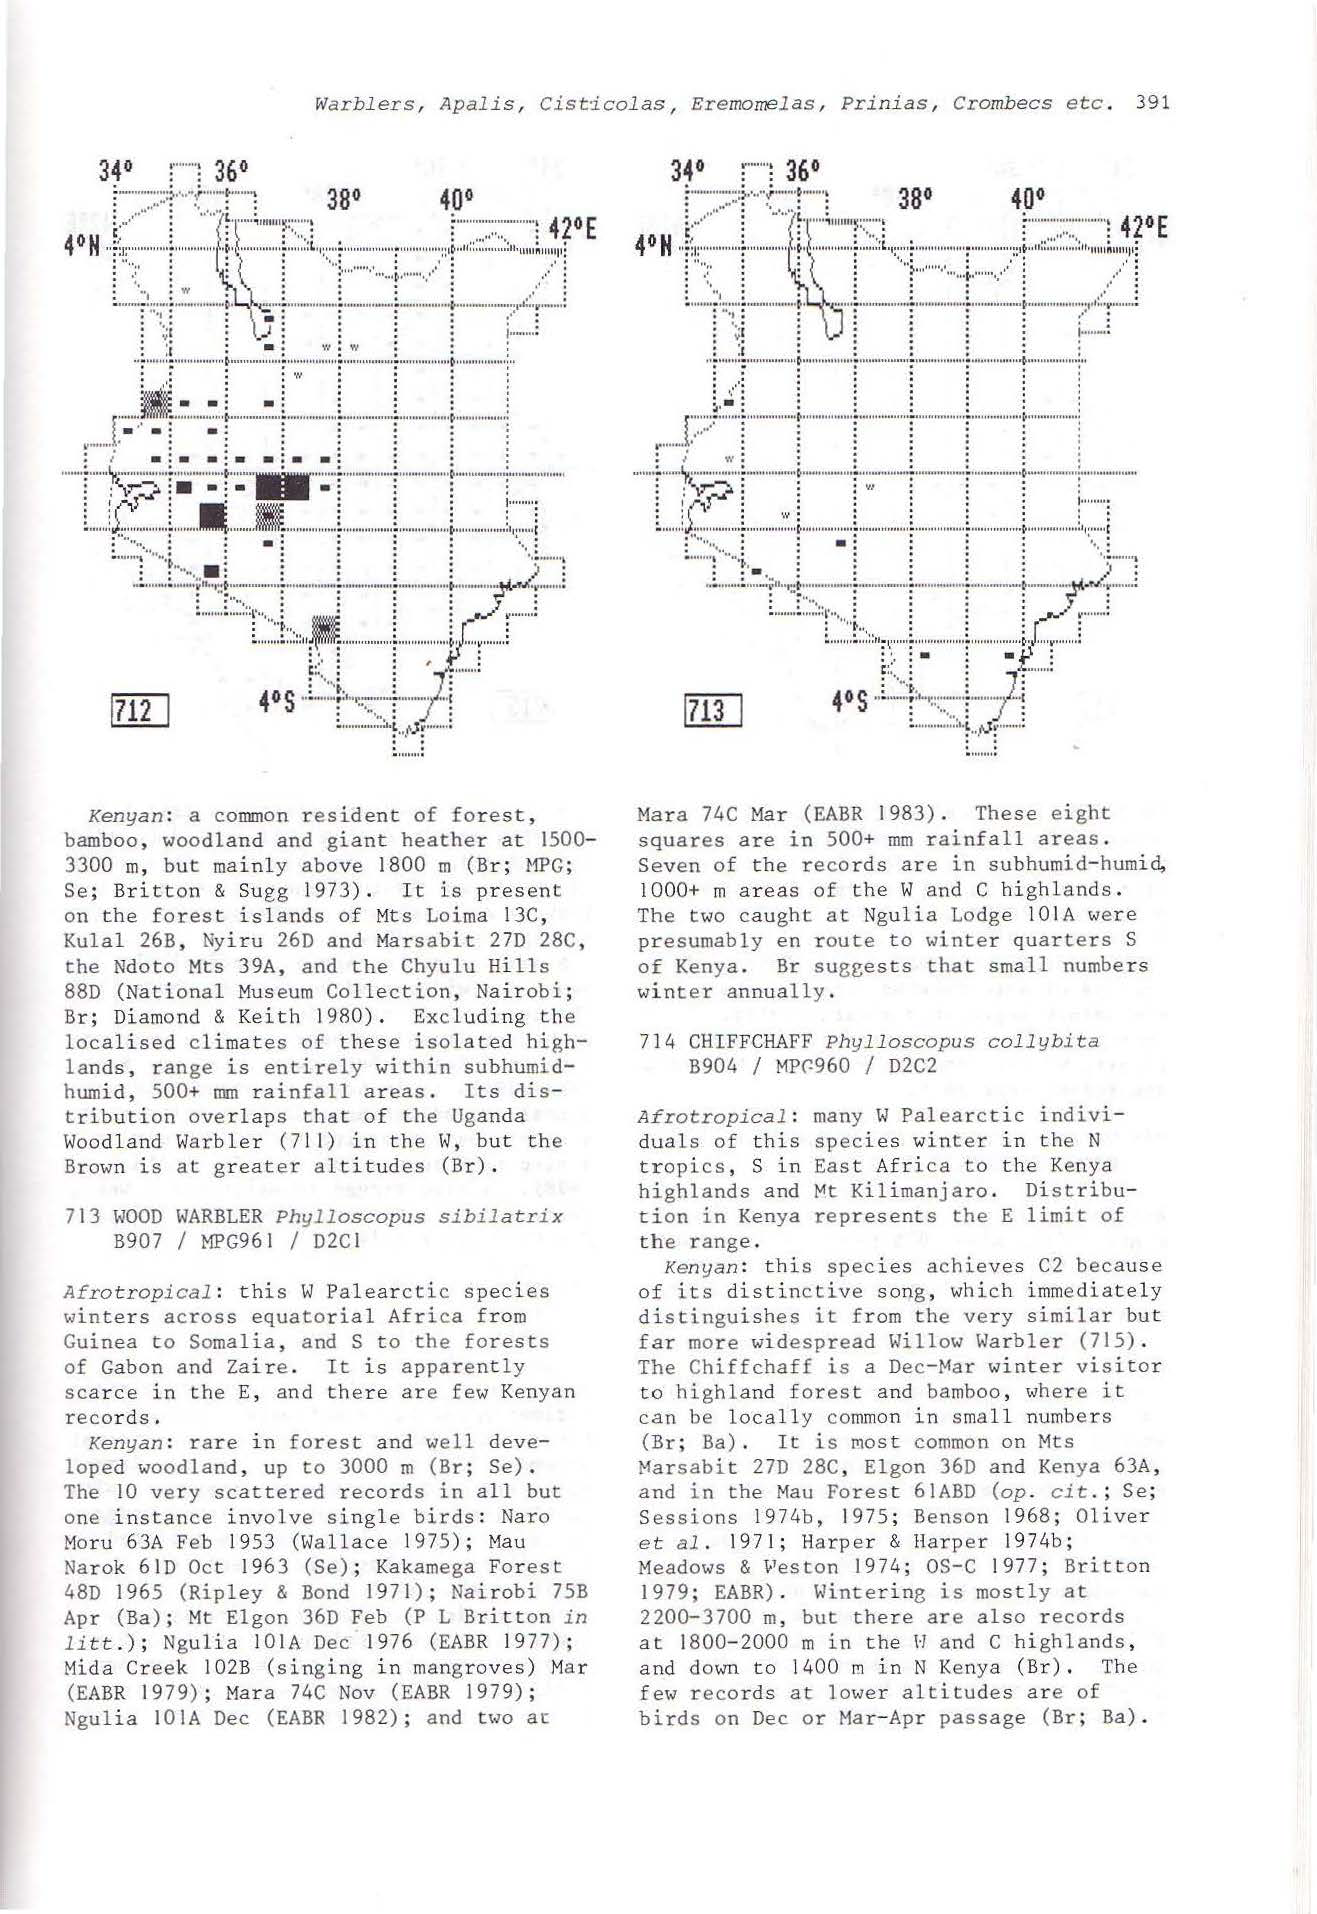 Warblers, Apalis, Cisticolas, Eremomelas, Prinias, Crombecs etc. 391
34° 36° 38° 40° 42°E
4°N
4°S
712
34° 36° 38° 40° 42°E
4°N
4°S
713
Kenyan: a common resident of forest,
bamboo, woodland and giant heather at 1500-
3300 m, but mainly above 1800 m (Br; MPG;
Se; Britton & Sugg 1973). It is present
on the forest islands of Mts Loima 13C,
Kulal 26B, Nyiru 26D and Marsabit 27D 28C,
the Ndoto Mts 39A, and the Chyulu Hills
88D (National Museum Collection, Nairobi;
Br; Diamond & Keith 1980). Excluding the
localised climates of these isolated high-
lands, range is entirely within subhumid-
humid, 500+ mm rainfall areas. Its dis-
tribution overlaps that of the Uganda
Woodland Warbler (711) in the W, but the
Brown is at greater altitudes (Br).
713 WOOD WARBLER Phylloscopus sibilatrix
B907 / MPG961 / D2C1
Afrotropical: this W Palearctic species
winters across equatorial Africa from
Guinea to Somalia, and S to the forests
of Gabon and Zaire. It is apparently
scarce in the E, and there are few Kenyan
records.
Kenyan: rare in forest and well deve-
loped woodland, up to 3000 m (Br; Se).
The 10 very scattered records in all but
one instance involve single birds: Naro
Moru 63A Feb 1953 (Wallace 1975); Mau
Narok 61D Oct 1963 (Se); Kakamega Forest
48D 1965 (Ripley & Bond 1971); Nairobi 75B
Apr (Ba); Mt Elgon 36D Feb (P L Britton in
litt.); Ngulia 101A Dec 1976 (EABR 1977);
Mida Creek 102B (singing in mangroves) Mar
(EABR 1979); Mara 74C Nov (EABR 1979);
Ngulia 101A Dec (EABR 1982); and two at
Mara 74C Mar (EABR 1983). These eight
squares are in 500+ mm rainfall areas.
Seven of the records are in subhumid-humid,
1000+ m areas of the W and C highlands.
The two caught at Ngulia Lodge 101A were
presumably en route to winter quarters S
of Kenya. Br suggests that small numbers
winter annually.
714 CHIFFCHAFF Phylloscopus collybita
B904 / MPG960 / D2C2
Afrotropical: many W Palearctic indivi-
duals of this species winter in the N
tropics, S in East Africa to the Kenya
highlands and Mt Kilimanjaro. Distribu-
tion in Kenya represents the E limit of
the range.
Kenyan: this species achieves C2 because
of its distinctive song, which immediately
distinguishes it from the very similar but
far more widespread Willow Warbler (715).
The Chiffchaff is a Dec-Mar winter visitor
to highland forest and bamboo, where it
can be locally common in small numbers
(Br; Ba). It is most common on Mts
Marsabit 27D 28C, Elgon 36D and Kenya 63A,
and in the Mau Forest 61ABD (op. cit.; Se;
Sessions 1974b, 1975; Benson 1968; Oliver
et al. 1971; Harper & Harper 1974b;
Meadows & Weston 1974; OS-C 1977; Britton
1979; EABR). Wintering is mostly at
2200-3700 m, but there are also records
at 1800-2000 m in the W and C highlands,
and down to 1400 m in N Kenya (Br). The
few records at lower altitudes are of
birds on Dec or Mar-Apr passage (Br; Ba).